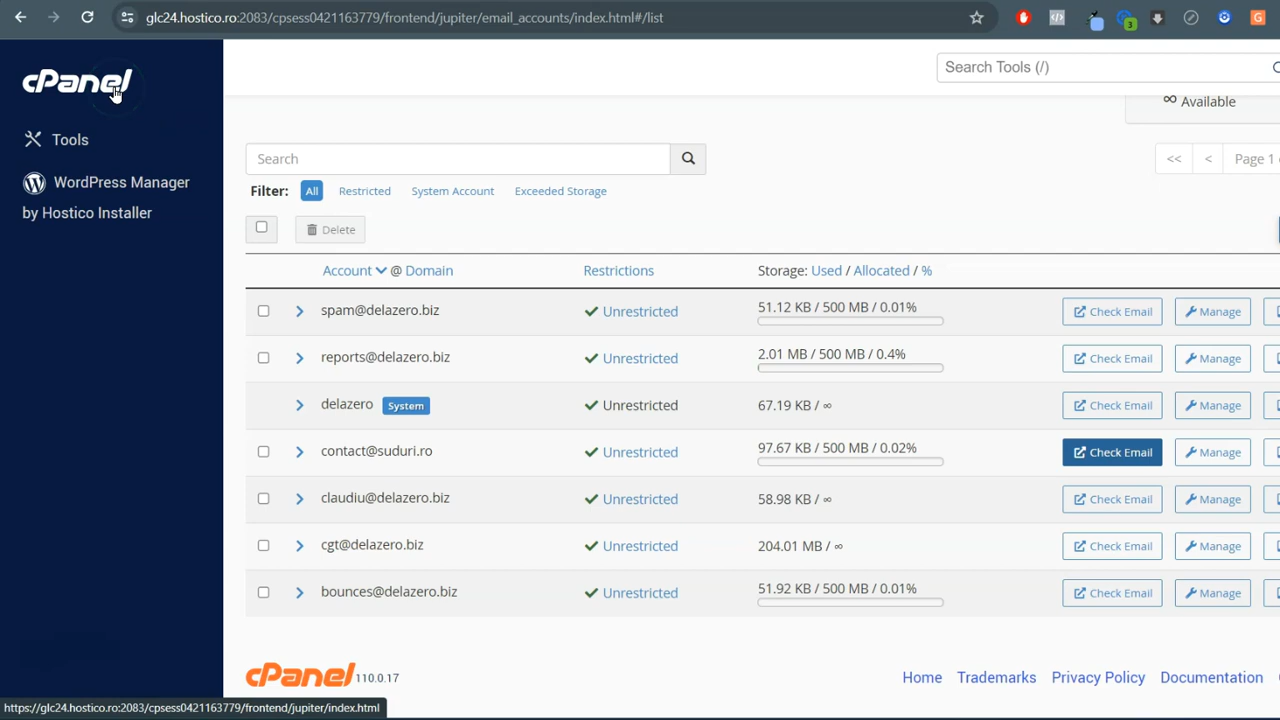 glc24.hostico.ro:2083/cpsess0421163779/frontend/jupiter/email_accounts/index.html#/list
3
G
cPanel
Search Tools (/)
∞ Available
Tools
Search
<< < Page 1
WordPress Manager
by Hostico Installer
Filter: All Restricted System Account Exceeded Storage
Delete
Account @ Domain Restrictions Storage: Used / Allocated / %
spam@delazero.biz Unrestricted 51.12 KB / 500 MB / 0.01% Check Email Manage
reports@delazero.biz Unrestricted 2.01 MB / 500 MB / 0.4% Check Email Manage
delazero System Unrestricted 67.19 KB / ∞ Check Email Manage
contact@suduri.ro Unrestricted 97.67 KB / 500 MB / 0.02% Check Email Manage
claudiu@delazero.biz Unrestricted 58.98 KB / ∞ Check Email Manage
cgt@delazero.biz Unrestricted 204.01 MB / ∞ Check Email Manage
bounces@delazero.biz Unrestricted 51.92 KB / 500 MB / 0.01% Check Email Manage
cPanel 110.0.17 Home Trademarks Privacy Policy Documentation
https://glc24.hostico.ro:2083/cpsess0421163779/frontend/jupiter/index.html